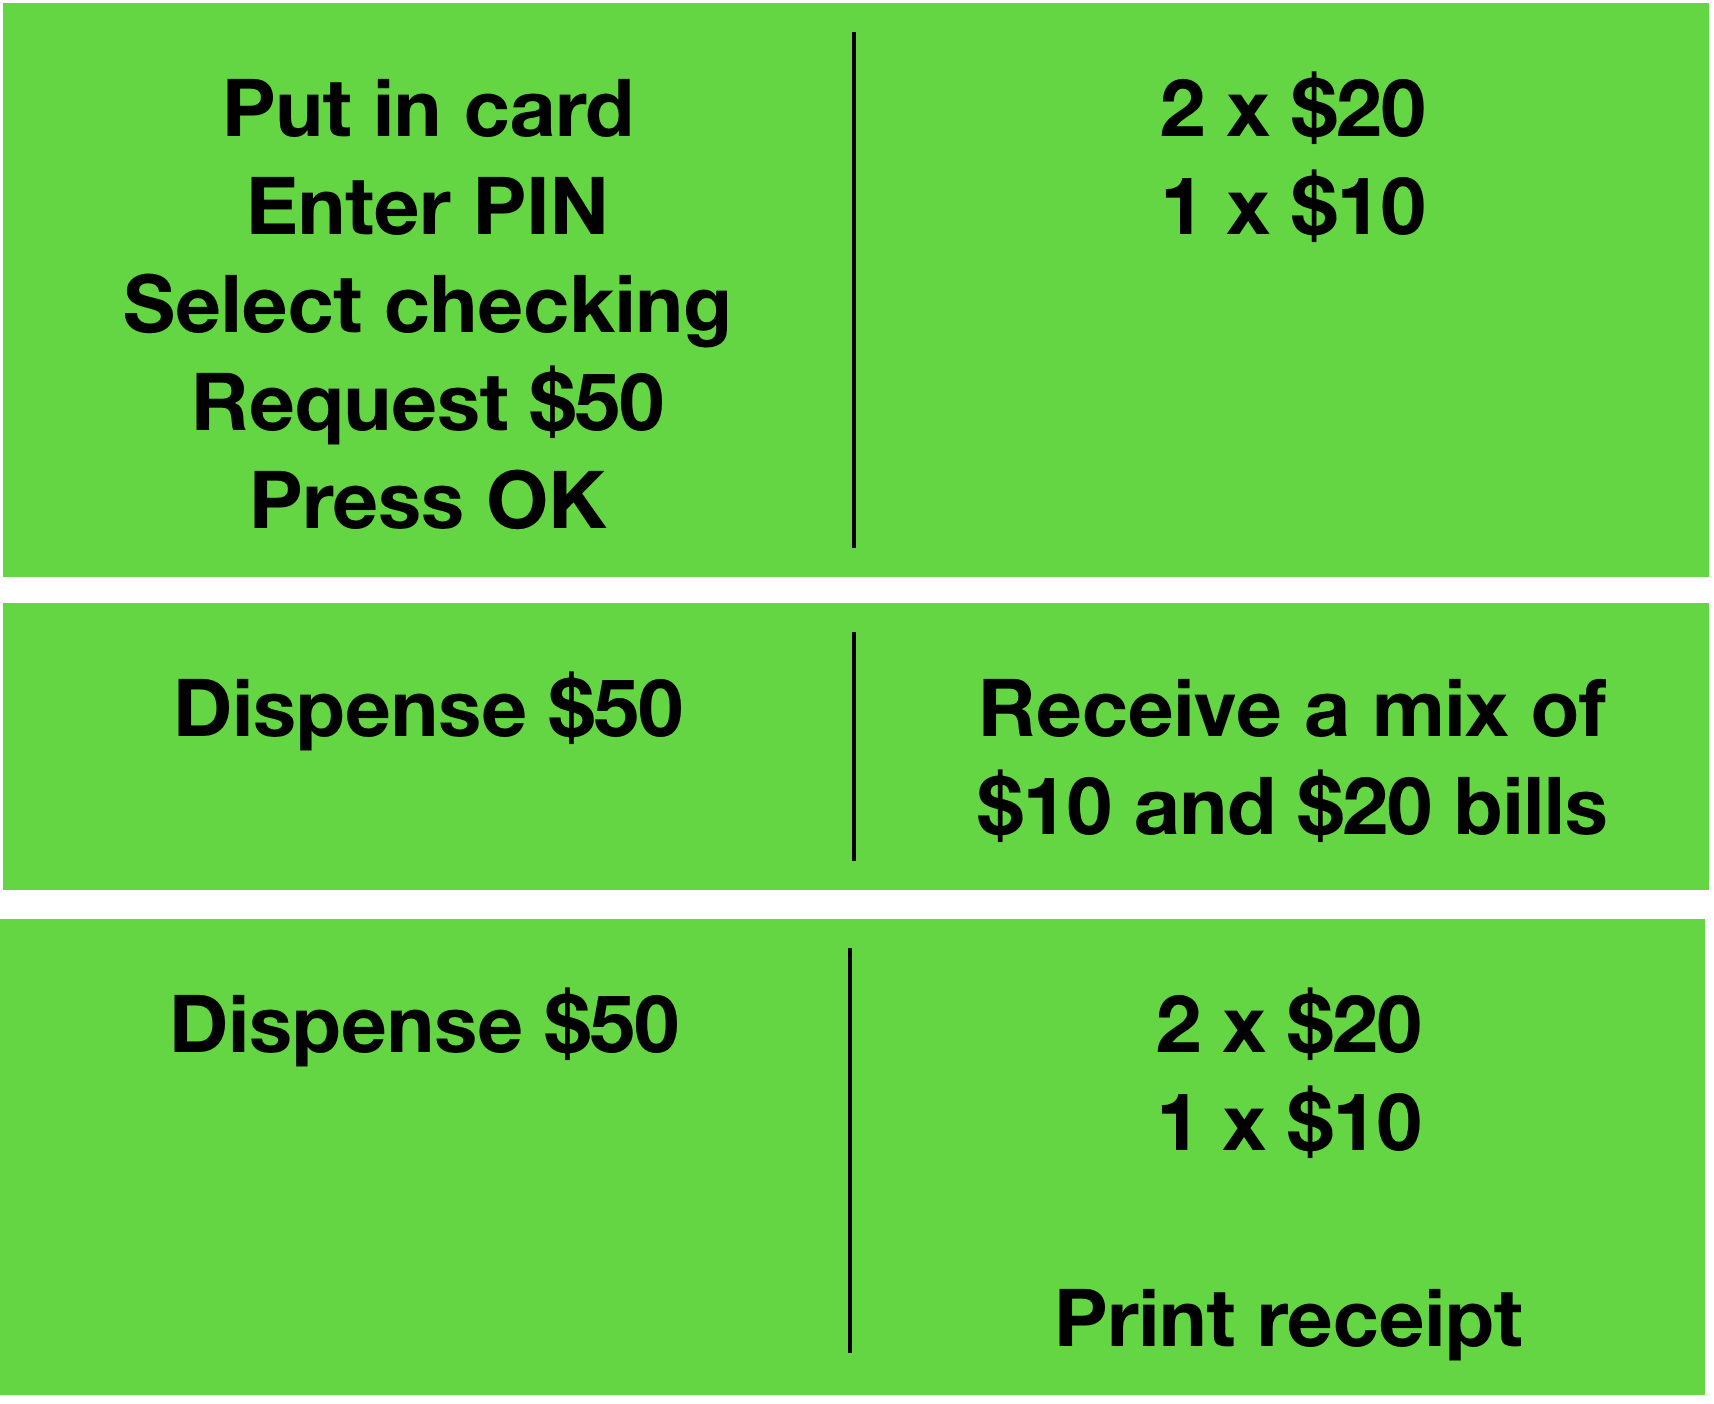 Put in card
Enter PIN
Select checking
Request $50
Press OK
2 x $20
1 x $10
Dispense $50
Receive a mix of
$10 and $20 bills
Dispense $50
2 x $20
1 x $10
Print receipt